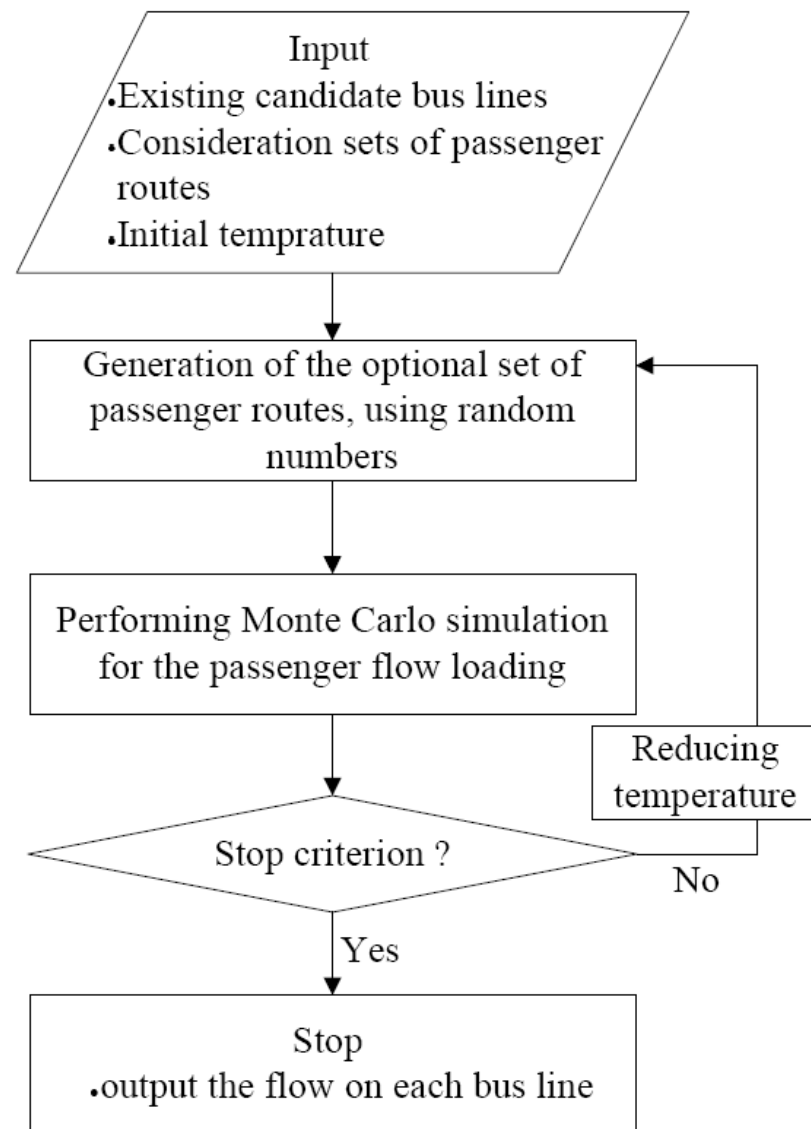 Input
•Existing candidate bus lines
•Consideration sets of passenger
routes
•Initial temprature
Generation of the optional set of
passenger routes, using random
numbers
Performing Monte Carlo simulation
for the passenger flow loading
Reducing
temperature
Stop criterion ?
No
Yes
Stop
•output the flow on each bus line